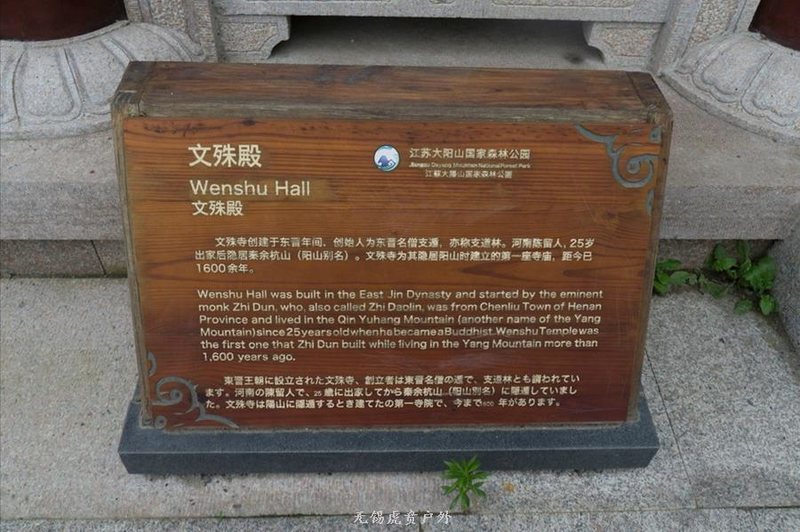 文殊殿
Wenshu Hall
文殊殿
江苏大阳山国家森林公园
Jiangsu Dayang Mountain National Forest Park
江蘇大陽山国家森林公園
文殊寺创建于东晋年间，创始人为东晋名僧支遁，亦称支道林。河南陈留人，25岁
出家后隐居秦余杭山（阳山别名）。文殊寺为其隐居阳山时建立的第一座寺庙，距今已
1600余年。
Wenshu Hall was built in the East Jin Dynasty and started by the eminent
monk Zhi Dun, who, also called Zhi Daolin, was from Chenliu Town of Henan
Province and lived in the Qin Yuhang Mountain (another name of the Yang
Mountain) since 25 years old when he became a Buddhist. Wenshu Temple was
the first one that Zhi Dun built while living in the Yang Mountain more than
1,600 years ago.
東晋王朝に設立された文殊寺、創立者は東晋名僧の遁で、支道林とも謂われてい
ます。河南の陳留人で、25歳に出家してから秦余杭山（阳山別名）に隠遁していまし
た。文殊寺は陽山に隠遁するとき建てたの第一寺院で、今まで600 年があります。
无锡虎贲户外